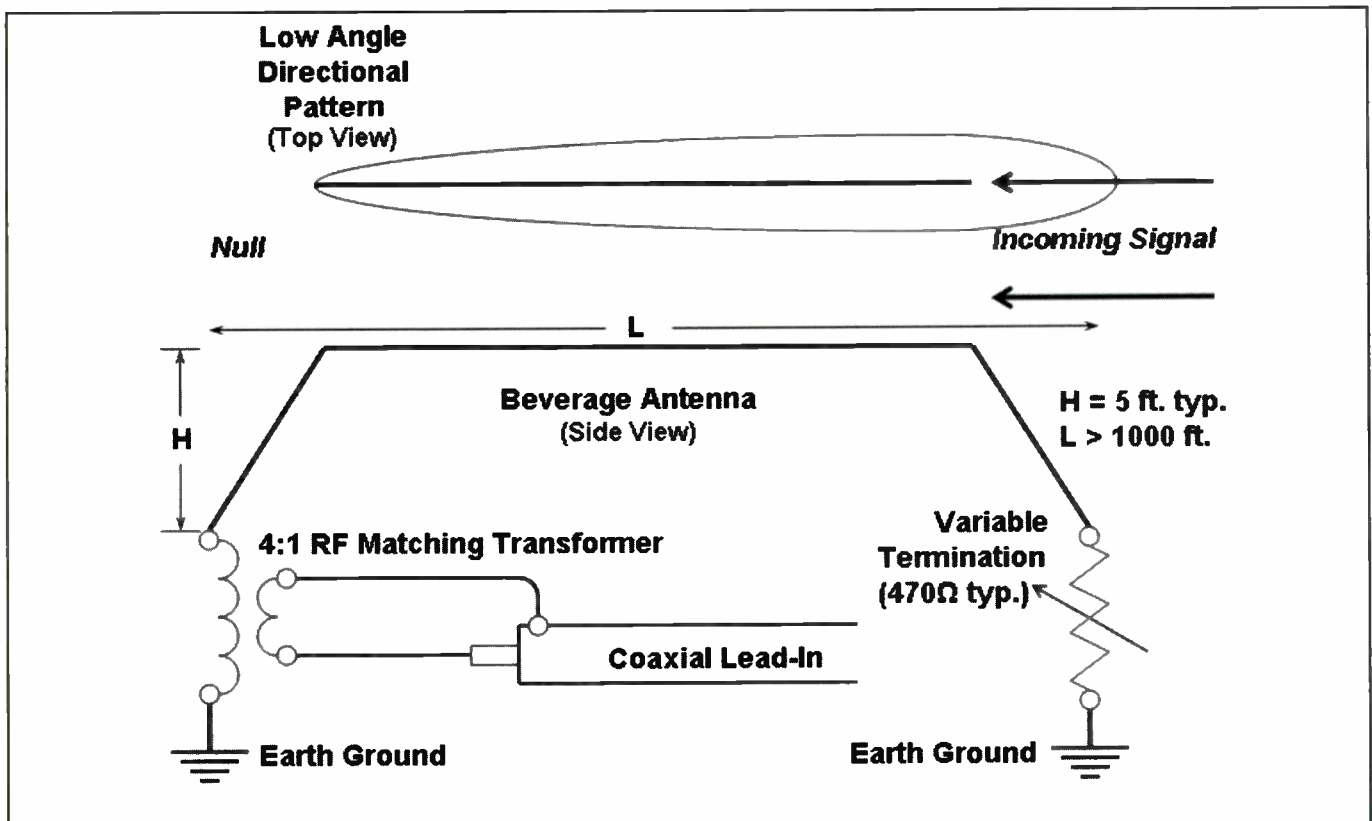 Low Angle
Directional
Pattern
(Top View)
Null
Incoming Signal
L
H
Beverage Antenna
(Side View)
H = 5 ft. typ.
L > 1000 ft.
4:1 RF Matching Transformer
Variable
Termination
(470Ω typ.)
Coaxial Lead-In
Earth Ground
Earth Ground